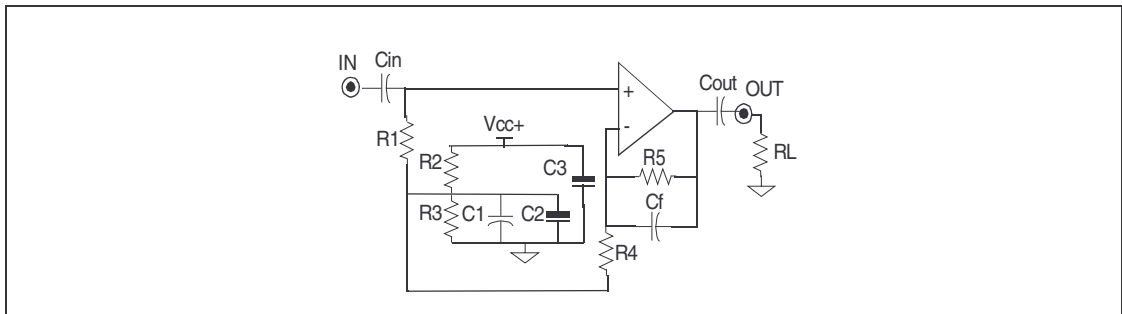 IN
Cin
Cout
OUT
+
-
R1
Vcc+
R2
C3
R5
RL
R3
C1
C2
Cf
R4